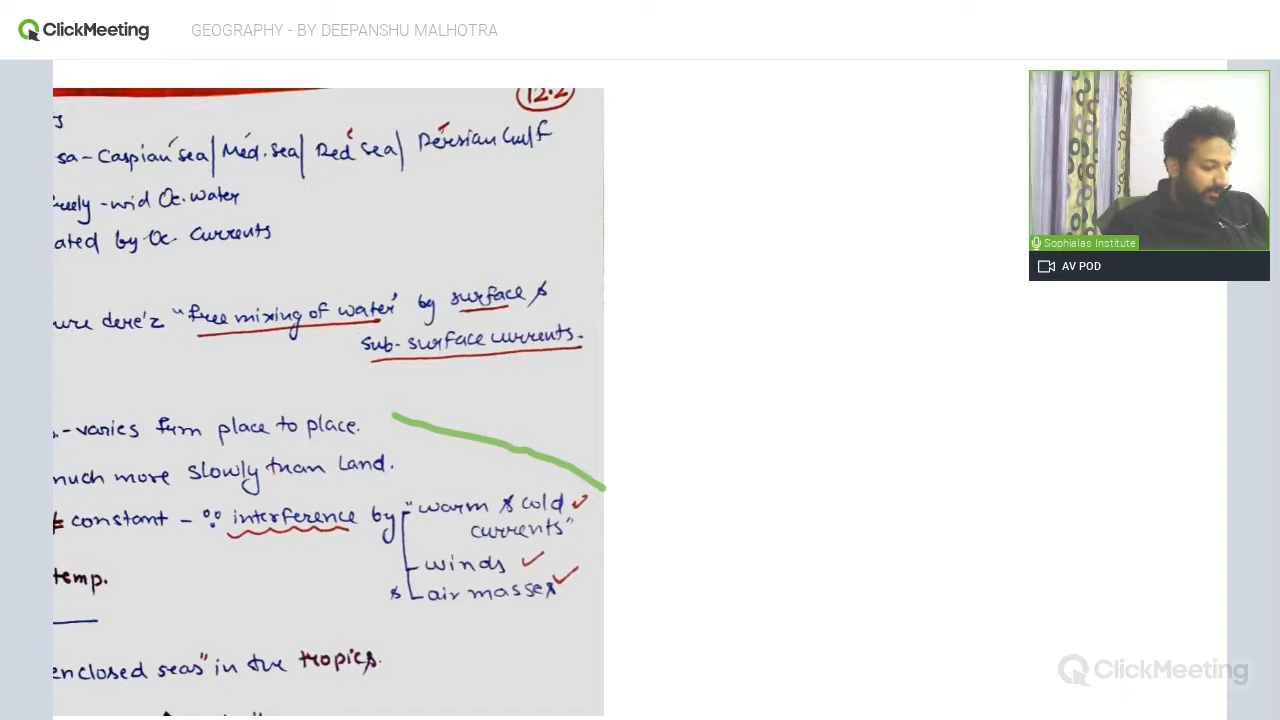 ClickMeeting
GEOGRAPHY - BY DEEPANSHU MALHOTRA
12.2
sa - Caspian sea | Med. sea | Red sea | Persian Gulf
freely - wid Oc. water
ated by Oc. currents
ure dere'z "free mixing of water" by surface &
sub-surface currents.
- varies from place to place.
much more slowly than land.
≠ constant - ∵ interference by "warm & cold
currents"
- winds
& - air masses
temp.
enclosed seas" in the tropics.
Sophialas Institute
AV POD
ClickMeeting